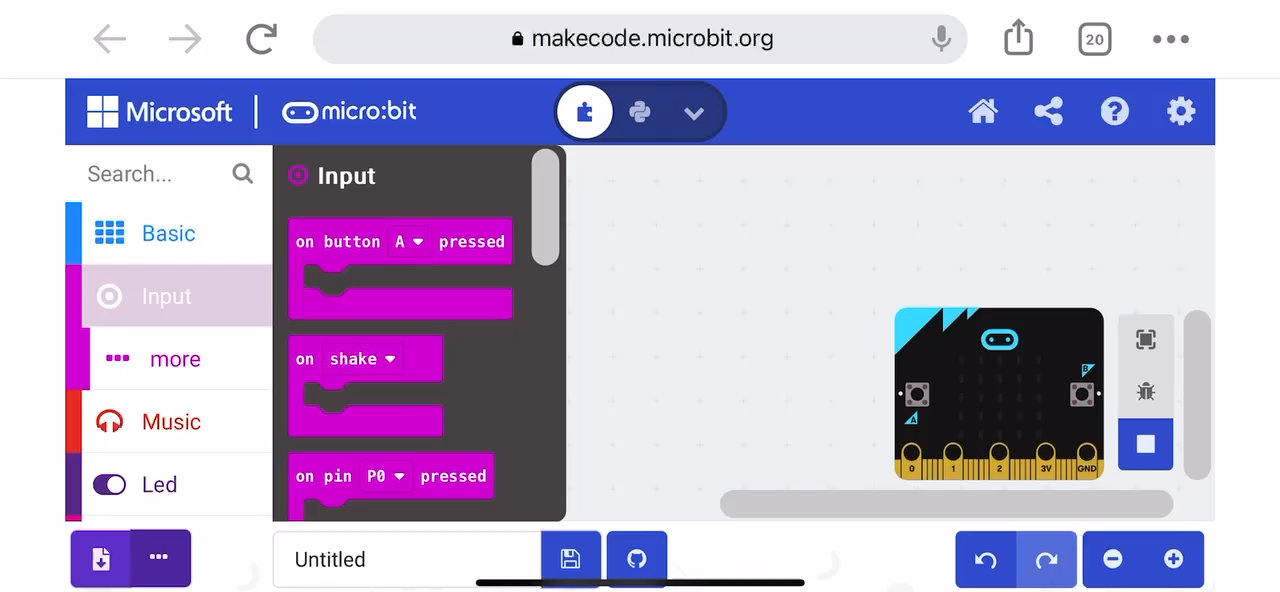 makecode.microbit.org
20
Microsoft
micro:bit
Search...
Basic
Input
more
Music
Led
Input
on button A pressed
on shake
on pin P0 pressed
B
A
0 1 2 3V GND
Untitled